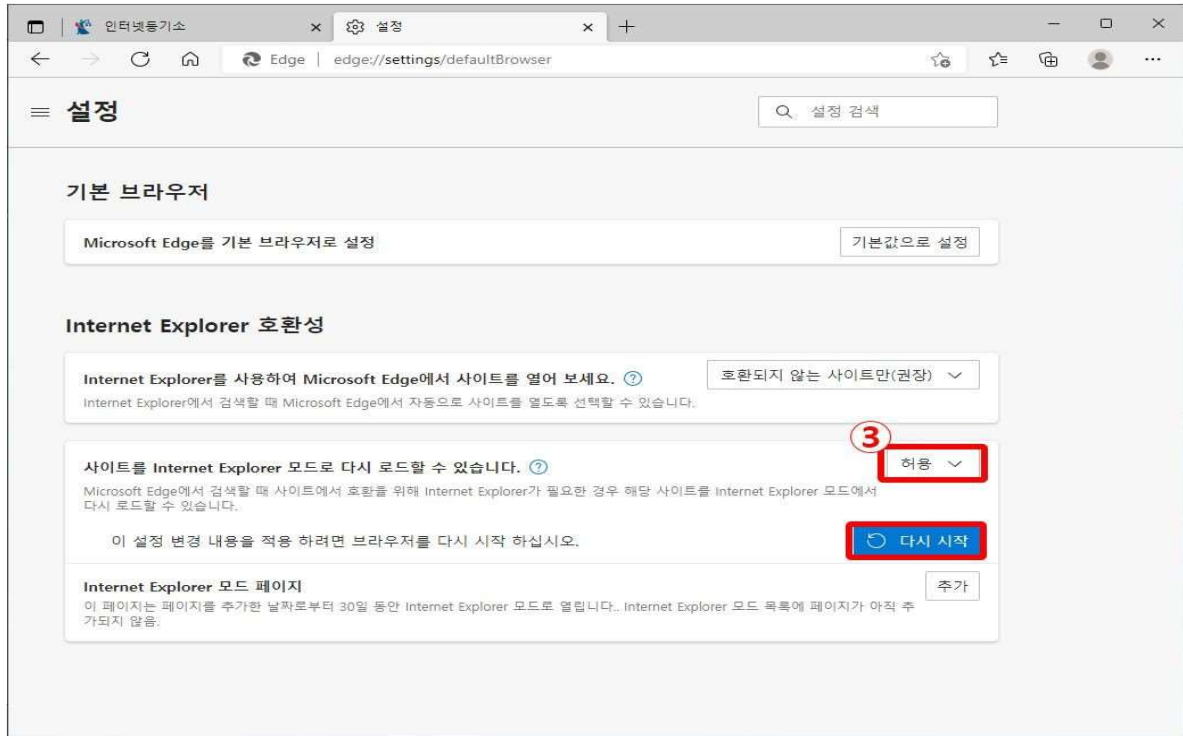 인터넷등기소
설정
Edge | edge://settings/defaultBrowser
설정
설정 검색
기본 브라우저
Microsoft Edge를 기본 브라우저로 설정
기본값으로 설정
Internet Explorer 호환성
Internet Explorer를 사용하여 Microsoft Edge에서 사이트를 열어 보세요.
호환되지 않는 사이트만(권장)
Internet Explorer에서 검색할 때 Microsoft Edge에서 자동으로 사이트를 열도록 선택할 수 있습니다.
③
사이트를 Internet Explorer 모드로 다시 로드할 수 있습니다.
허용
Microsoft Edge에서 검색할 때 사이트에서 호환을 위해 Internet Explorer가 필요한 경우 해당 사이트를 Internet Explorer 모드에서
다시 로드할 수 있습니다.
이 설정 변경 내용을 적용 하려면 브라우저를 다시 시작 하십시오.
다시 시작
Internet Explorer 모드 페이지
추가
이 페이지는 페이지를 추가한 날짜로부터 30일 동안 Internet Explorer 모드로 열립니다.. Internet Explorer 모드 목록에 페이지가 아직 추
가되지 않음.